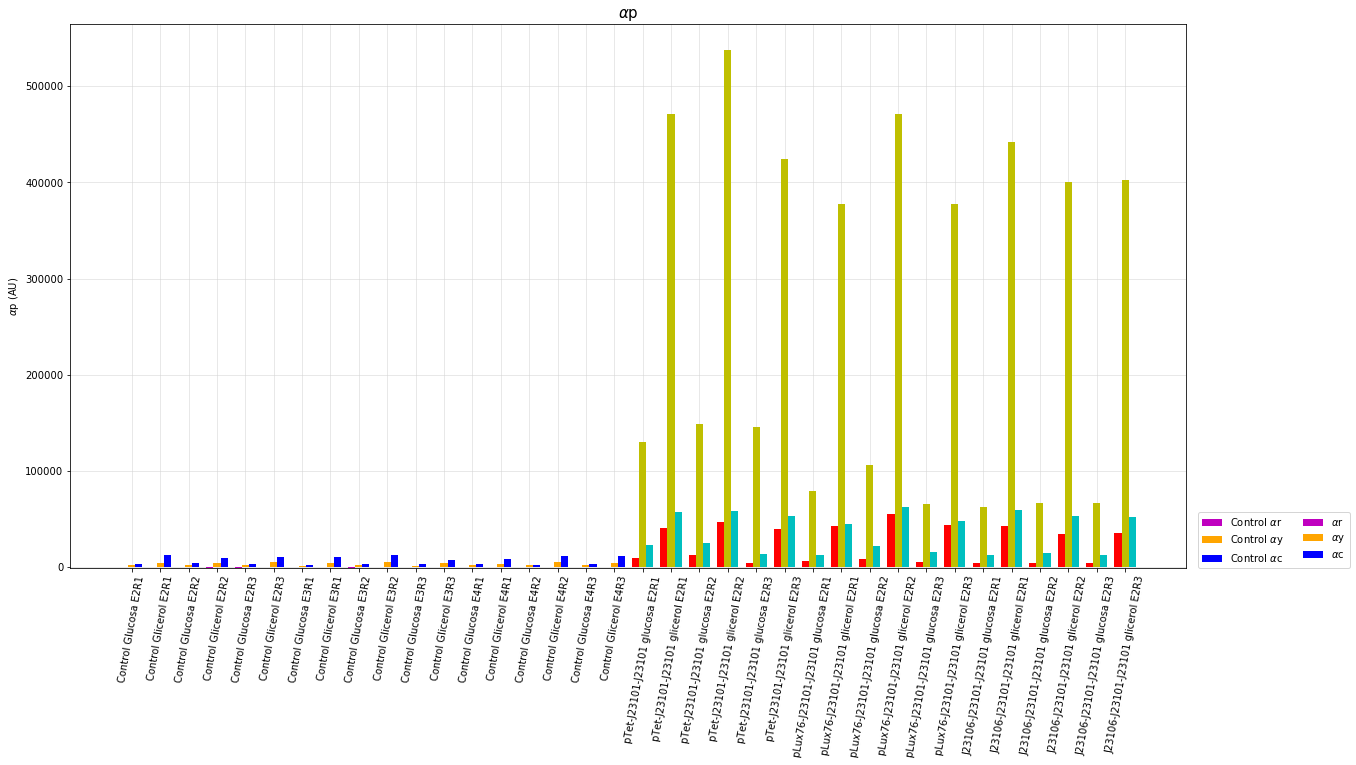 αp
500000
400000
300000
200000
100000
0
αp (AU)
Control Glucosa E2R1
Control Glicerol E2R1
Control Glucosa E2R2
Control Glicerol E2R2
Control Glucosa E2R3
Control Glicerol E2R3
Control Glucosa E3R1
Control Glicerol E3R1
Control Glucosa E3R2
Control Glicerol E3R2
Control Glucosa E3R3
Control Glicerol E3R3
Control Glucosa E4R1
Control Glicerol E4R1
Control Glucosa E4R2
Control Glicerol E4R2
Control Glucosa E4R3
Control Glicerol E4R3
pTet-J23101-J23101 glucosa E2R1
pTet-J23101-J23101 glicerol E2R1
pTet-J23101-J23101 glucosa E2R2
pTet-J23101-J23101 glicerol E2R2
pTet-J23101-J23101 glucosa E2R3
pTet-J23101-J23101 glicerol E2R3
pLux76-J23101-J23101 glucosa E2R1
pLux76-J23101-J23101 glicerol E2R1
pLux76-J23101-J23101 glucosa E2R2
pLux76-J23101-J23101 glicerol E2R2
pLux76-J23101-J23101 glucosa E2R3
pLux76-J23101-J23101 glicerol E2R3
J23106-J23101-J23101 glucosa E2R1
J23106-J23101-J23101 glicerol E2R1
J23106-J23101-J23101 glucosa E2R2
J23106-J23101-J23101 glicerol E2R2
J23106-J23101-J23101 glucosa E2R3
J23106-J23101-J23101 glicerol E2R3
Control αr
Control αy
Control αc
αr
αy
αc